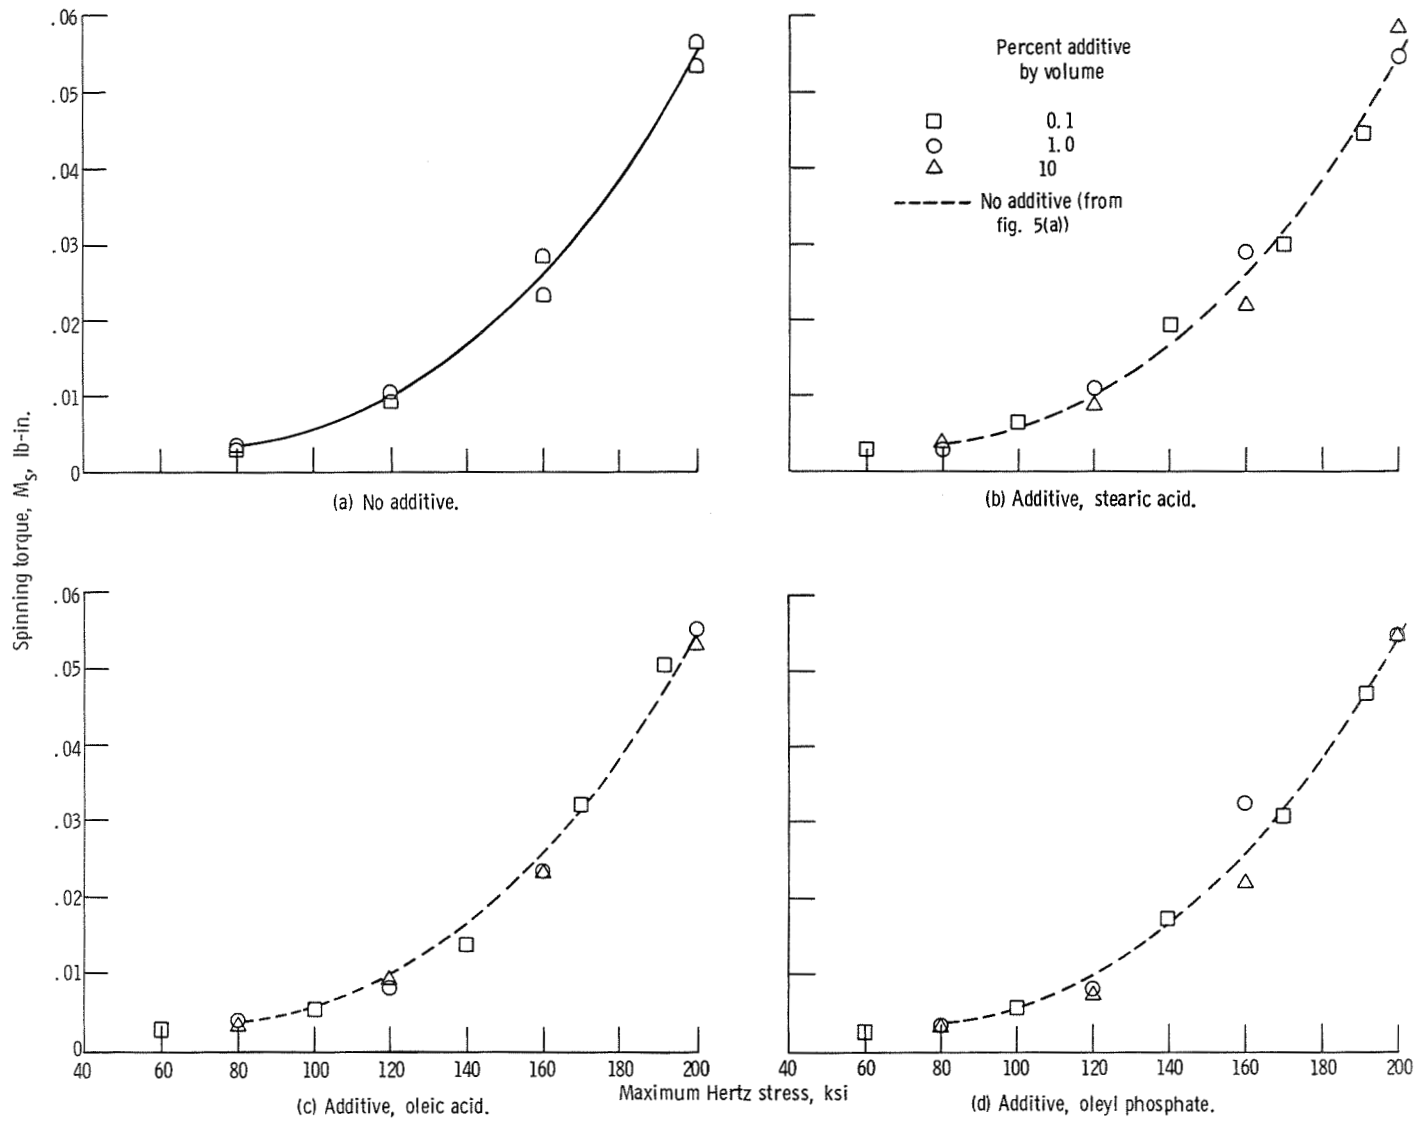 .06
.05
.04
.03
.02
.01
0
(a) No additive.
Percent additive
by volume
0.1
1.0
10
No additive (from
fig. 5(a))
(b) Additive, stearic acid.
Spinning torque, Ms, lb-in.
.06
.05
.04
.03
.02
.01
0
40 60 80 100 120 140 160 180 200
(c) Additive, oleic acid.
40 60 80 100 120 140 160 180 200
(d) Additive, oleyl phosphate.
Maximum Hertz stress, ksi